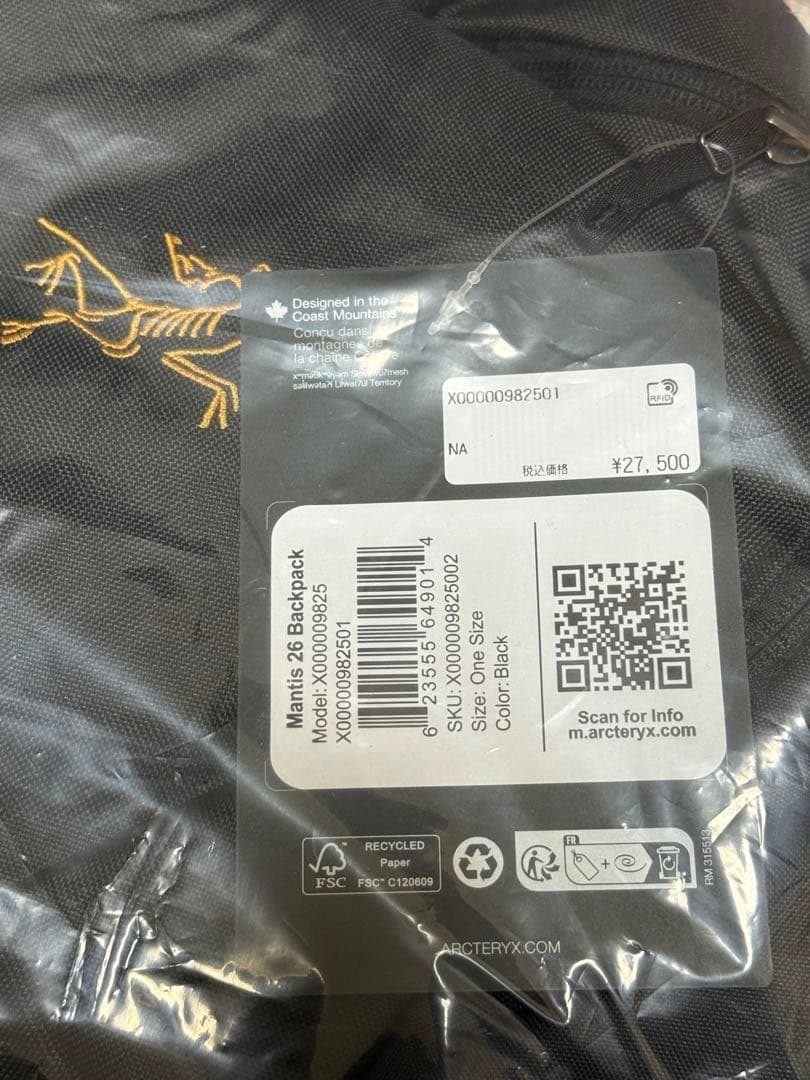 Designed in the
Coast Mountains
Conçu dans
montagnes de
la chaîne
Territory
X00000982501
RFID
NA
税込価格
¥27,500
Mantis 26 Backpack
Model: X000009825
X00000982501
6 23555 64901 4
SKU: X000009825002
Size: One Size
Color: Black
Scan for Info
m.arcteryx.com
FSC
RECYCLED
Paper
FSC™ C120609
FR
RM 315513
ARCTERYX.COM